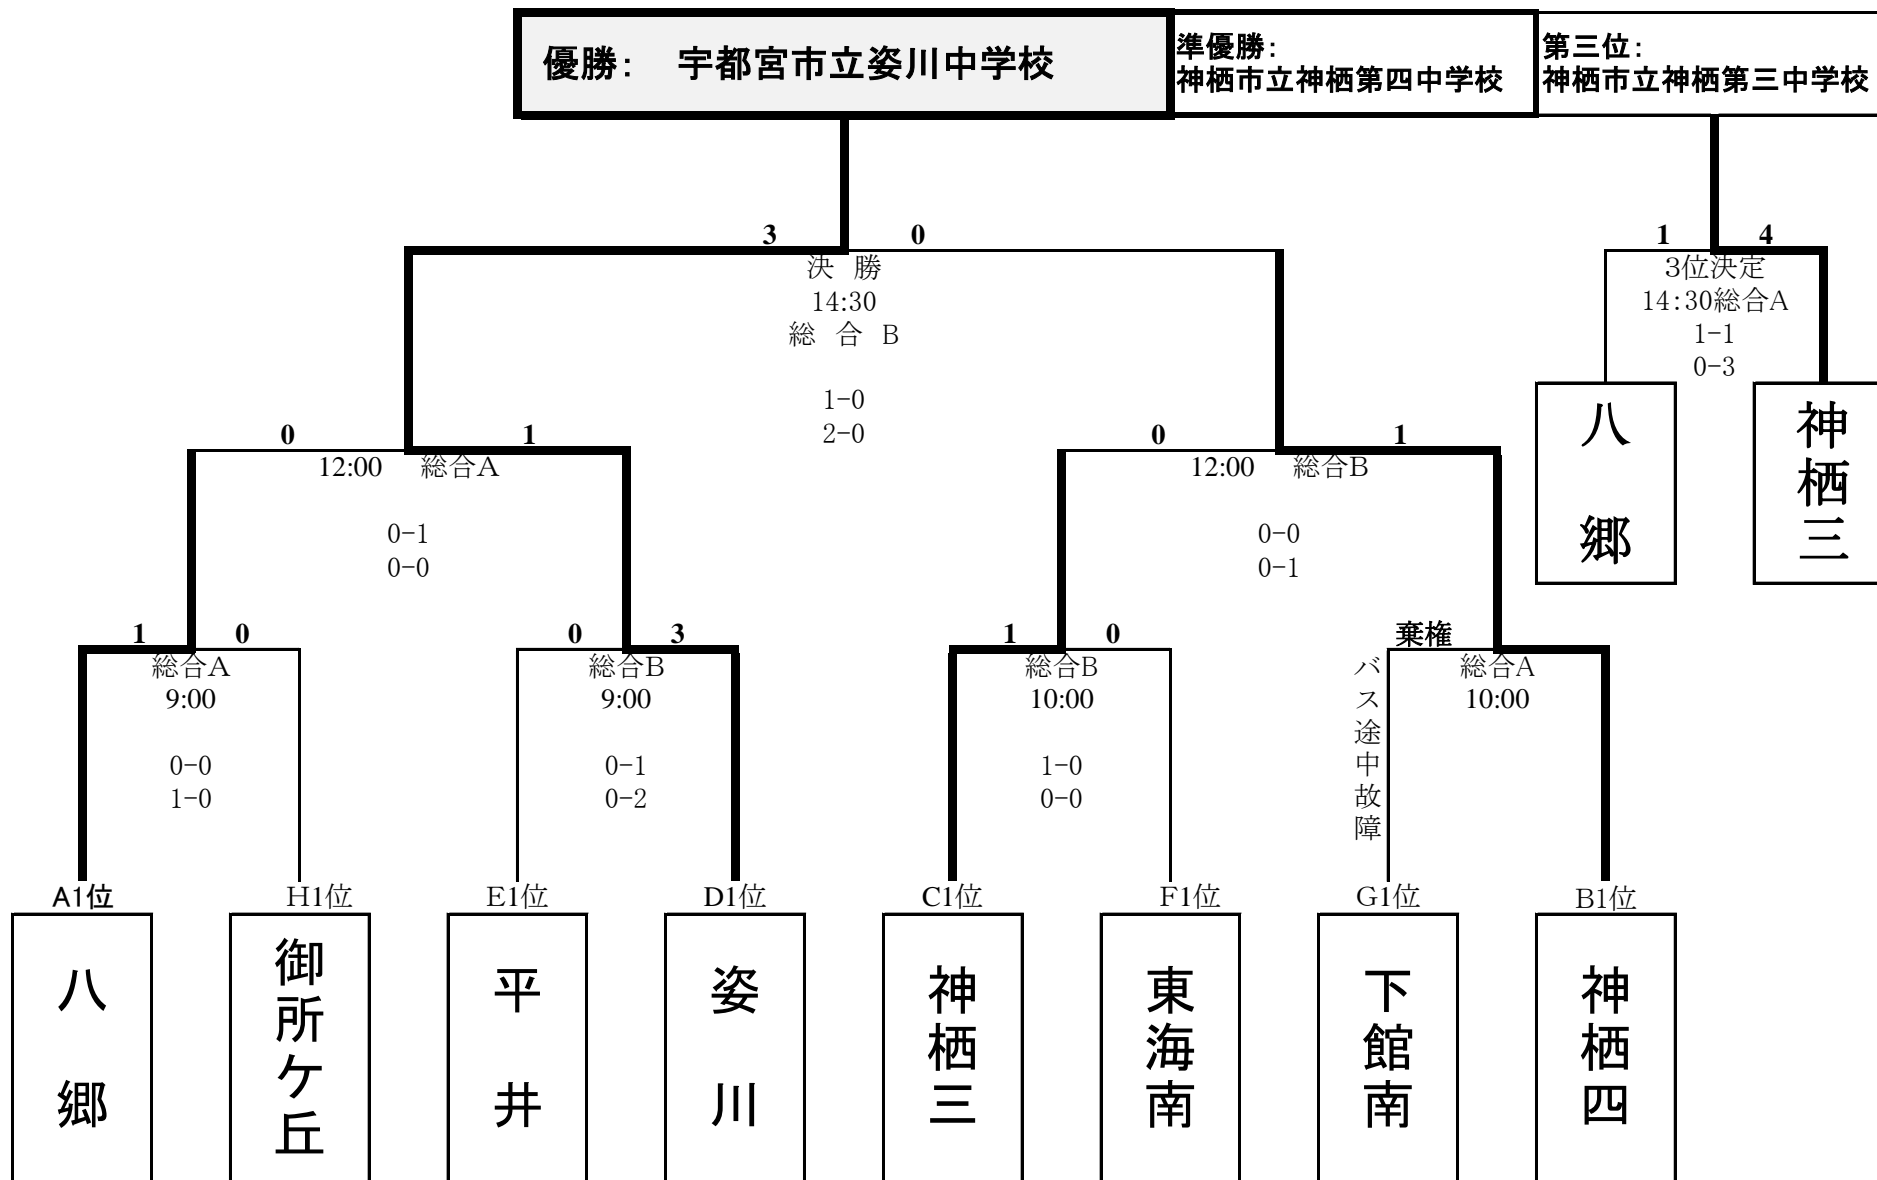 優勝： 宇都宮市立姿川中学校
準優勝：
神栖市立神栖第四中学校
第三位：
神栖市立神栖第三中学校
3 0
決 勝
14:30
総 合 B
1-0
2-0
1 4
3位決定
14:30総合A
1-1
0-3
八郷
神栖三
0 1
12:00 総合A
0-1
0-0
0 1
12:00 総合B
0-0
0-1
1 0
総合A
9:00
0-0
1-0
0 3
総合B
9:00
0-1
0-2
1 0
総合B
10:00
1-0
0-0
棄権
バス途中故障
総合A
10:00
A1位
H1位
E1位
D1位
C1位
F1位
G1位
B1位
八郷
御所ケ丘
平井
姿川
神栖三
東海南
下館南
神栖四